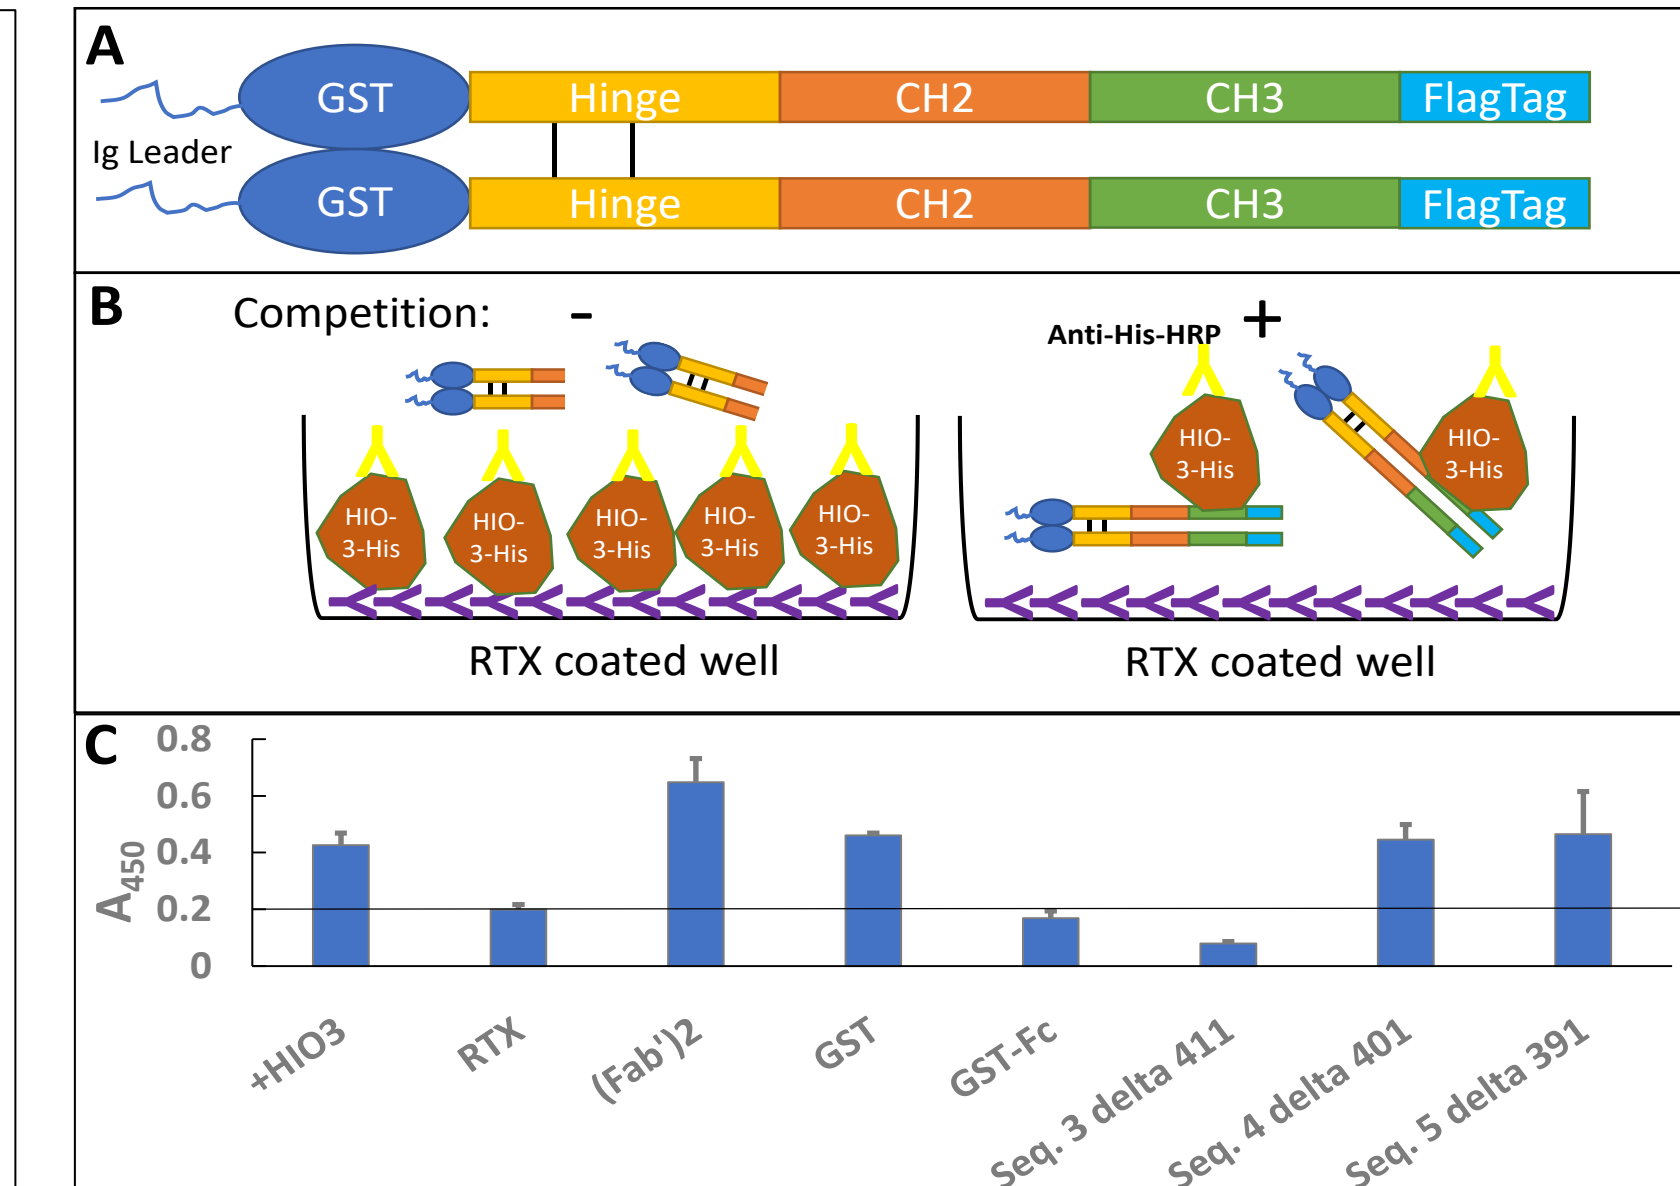 A
GST Hinge CH2 CH3 FlagTag
Ig Leader
GST Hinge CH2 CH3 FlagTag
B
Competition: - +
Anti-His-HRP
HIO-
3-His
HIO-
3-His
HIO-
3-His
HIO-
3-His
HIO-
3-His
HIO-
3-His
HIO-
3-His
RTX coated well
RTX coated well
C
A450
0.8
0.6
0.4
0.2
0
+HIO3
RTX
(Fab')2
GST
GST-Fc
Seq. 3 delta 411
Seq. 4 delta 401
Seq. 5 delta 391